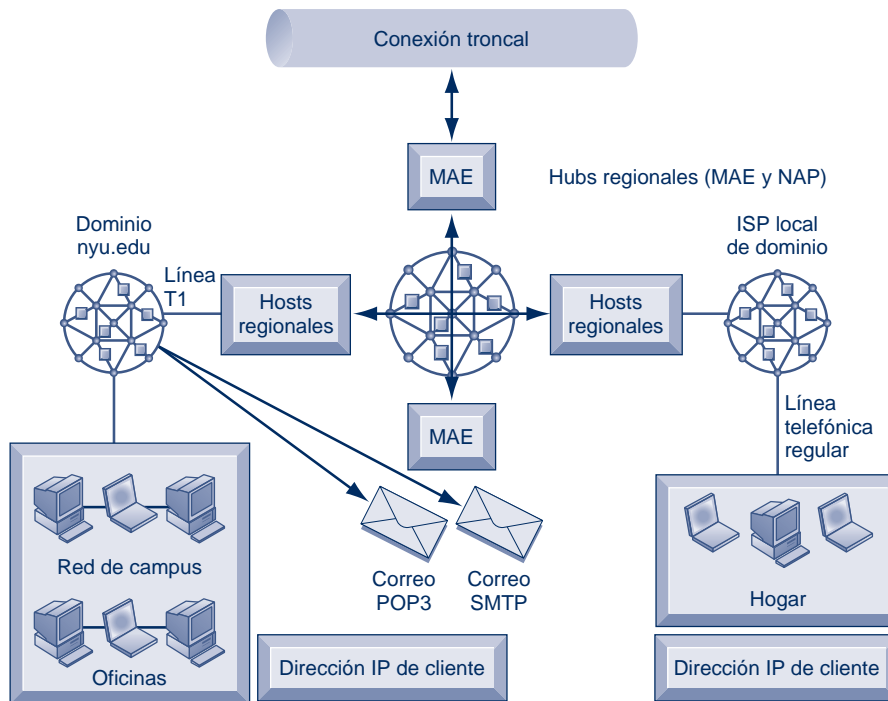 Conexión troncal
MAE
Hubs regionales (MAE y NAP)
Dominio
nyu.edu
ISP local
de dominio
Línea
T1
Hosts
regionales
Hosts
regionales
MAE
Línea
telefónica
regular
Red de campus
Correo
POP3
Correo
SMTP
Hogar
Oficinas
Dirección IP de cliente
Dirección IP de cliente